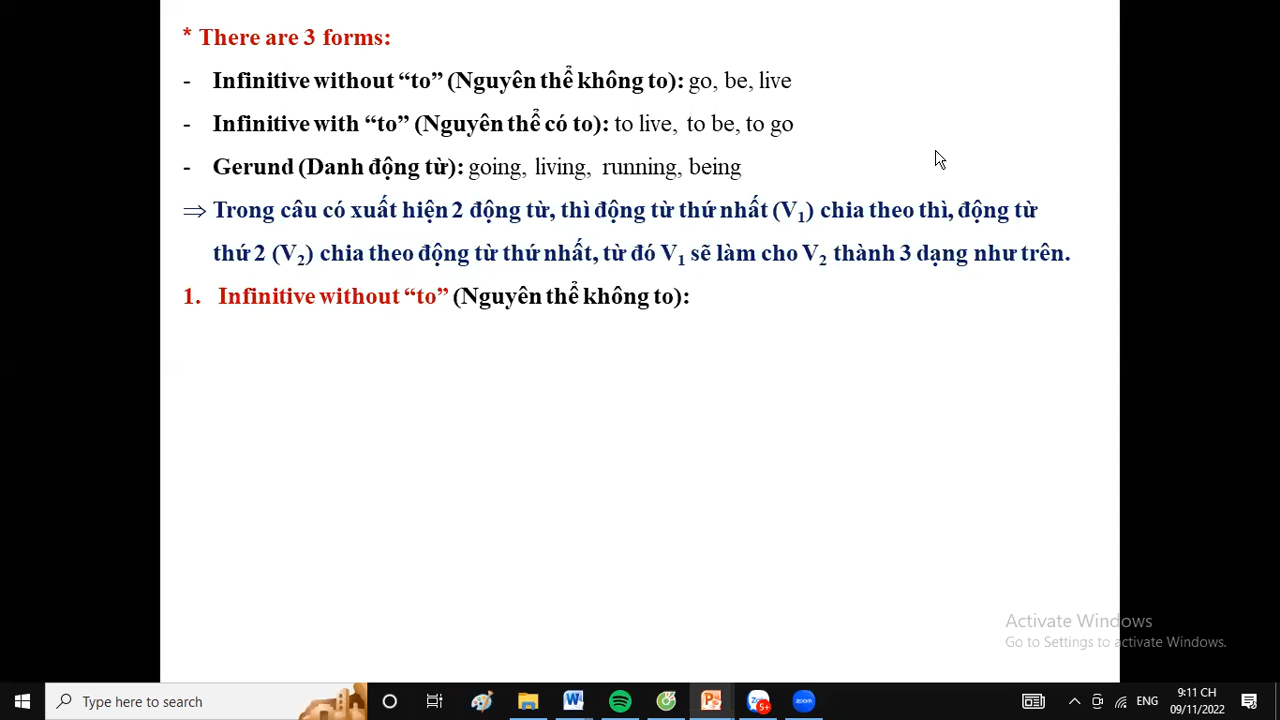 * There are 3 forms:
- Infinitive without “to” (Nguyên thể không to): go, be, live
- Infinitive with “to” (Nguyên thể có to): to live, to be, to go
- Gerund (Danh động từ): going, living, running, being
⇒ Trong câu có xuất hiện 2 động từ, thì động từ thứ nhất (V₁) chia theo thì, động từ
thứ 2 (V₂) chia theo động từ thứ nhất, từ đó V₁ sẽ làm cho V₂ thành 3 dạng như trên.
1. Infinitive without “to” (Nguyên thể không to):
Activate Windows
Go to Settings to activate Windows.
Type here to search
5+
zoom
ENG
9:11 CH
09/11/2022